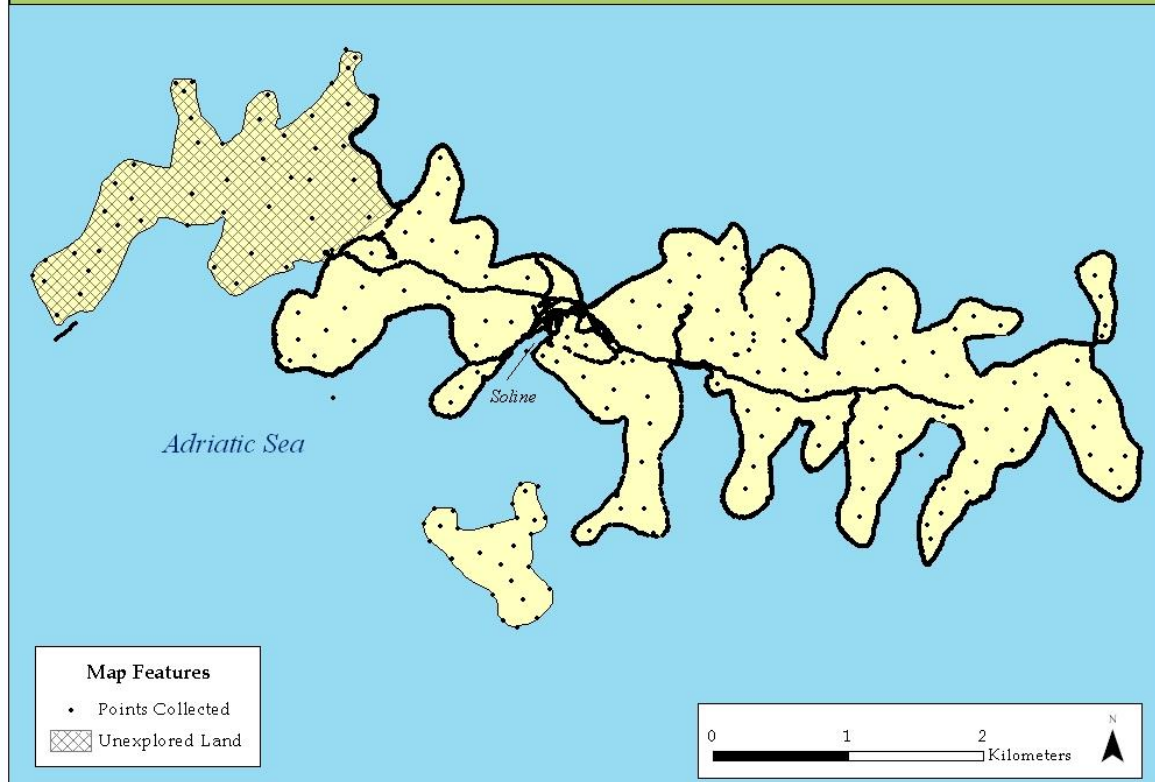 Soline
Adriatic Sea
Map Features
Points Collected
Unexplored Land
0 1 2
Kilometers
N